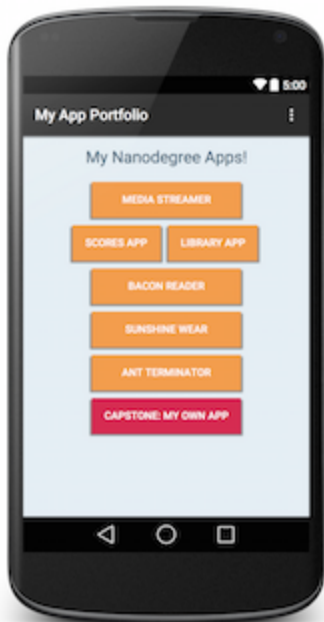 5:00
My App Portfolio
My Nanodegree Apps!
MEDIA STREAMER
SCORES APP LIBRARY APP
BACON READER
SUNSHINE WEAR
ANT TERMINATOR
CAPSTONE: MY OWN APP